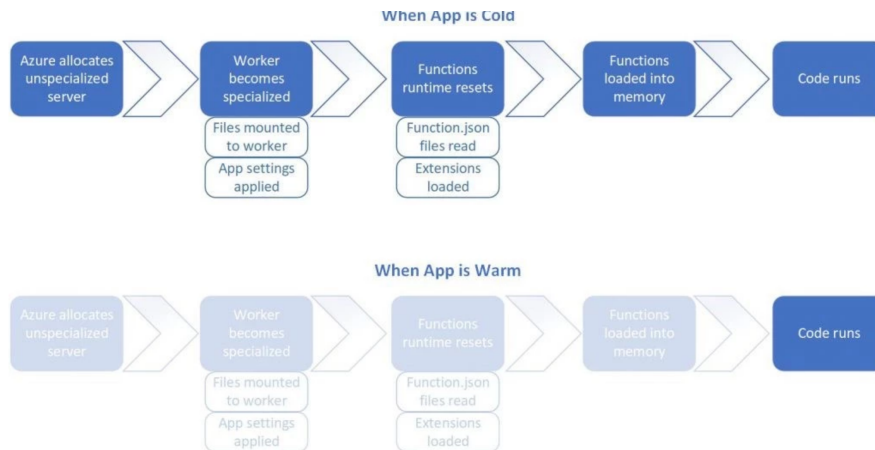 When App is Cold
Azure allocates
unspecialized
server
Worker
becomes
specialized
Files mounted
to worker
App settings
applied
Functions
runtime resets
Function.json
files read
Extensions
loaded
Functions
loaded into
memory
Code runs
When App is Warm
Azure allocates
unspecialized
server
Worker
becomes
specialized
Files mounted
to worker
App settings
applied
Functions
runtime resets
Function.json
files read
Extensions
loaded
Functions
loaded into
memory
Code runs